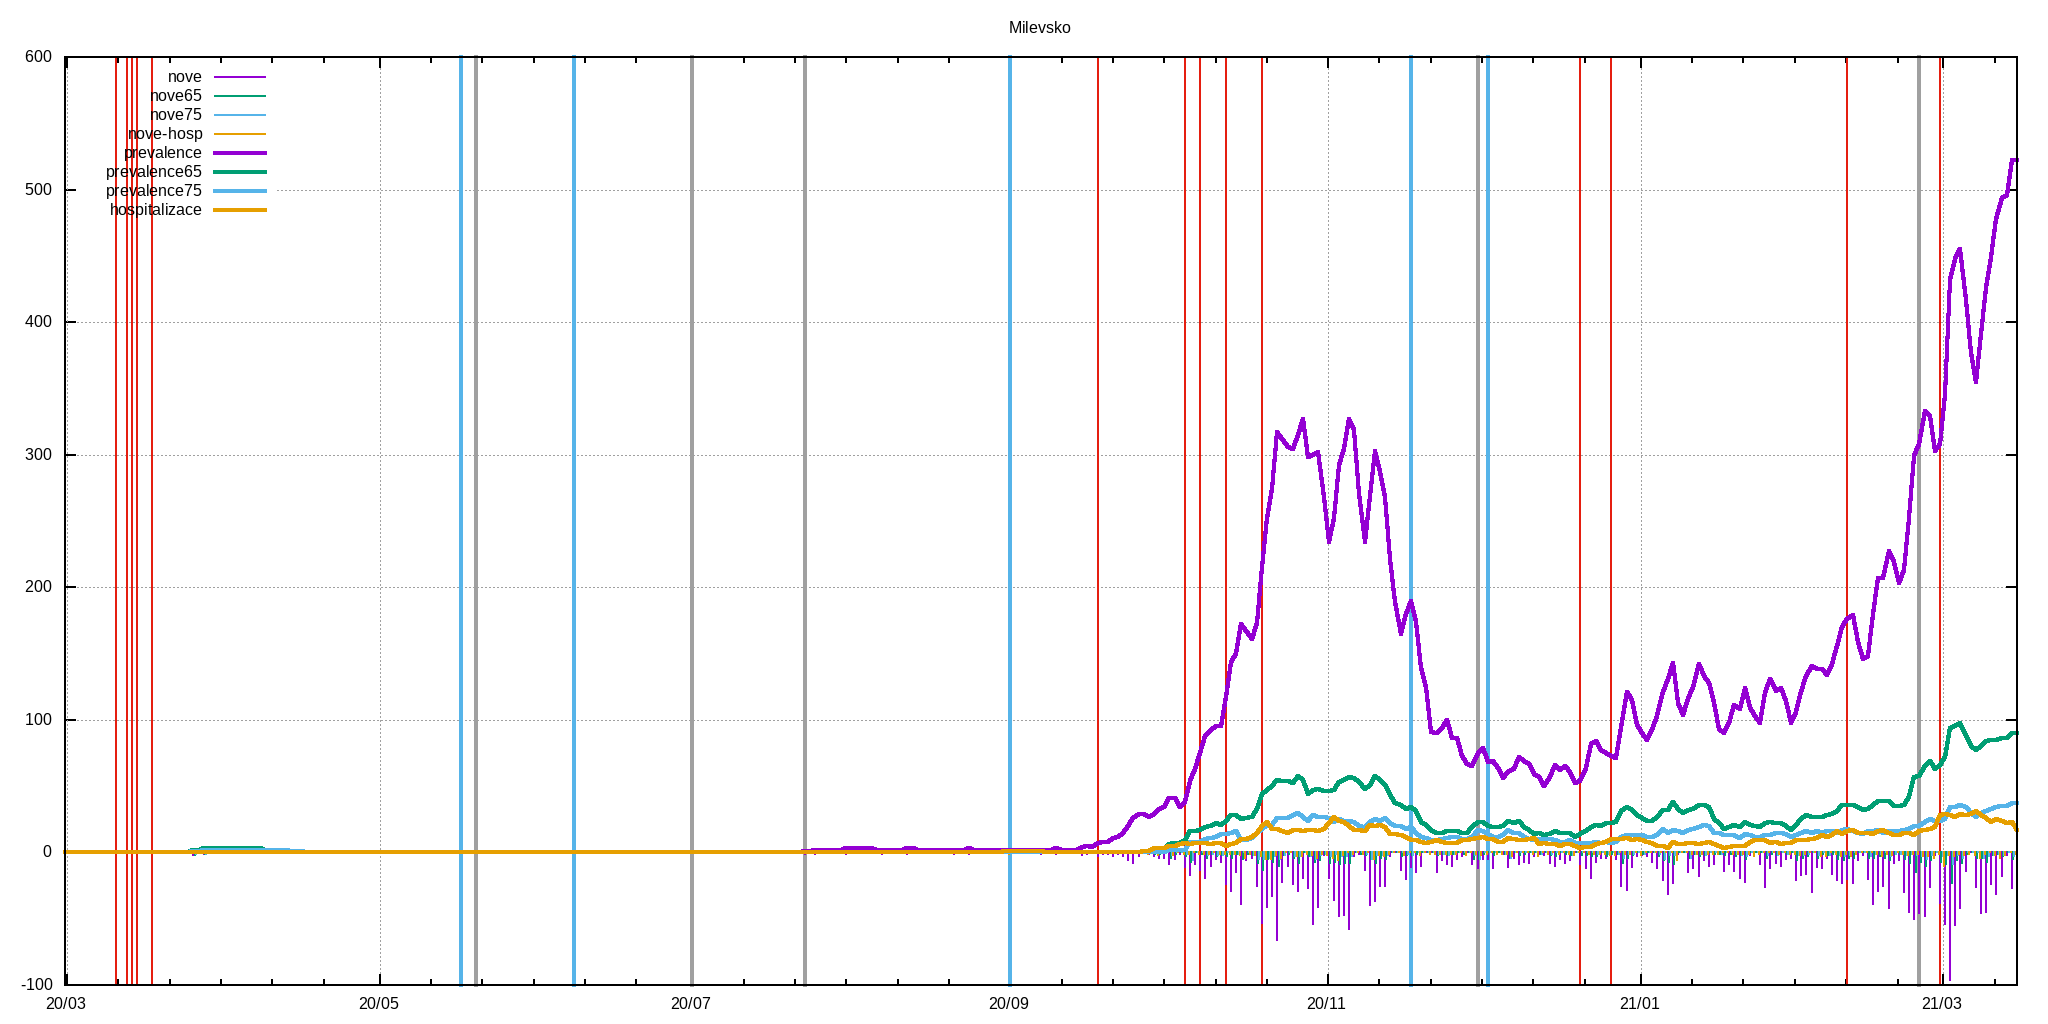 Milevsko
600
500
400
300
200
100
0
-100
nove
nove65
nove75
nove-hosp
prevalence
prevalence65
prevalence75
hospitalizace
20/03 20/05 20/07 20/09 20/11 21/01 21/03